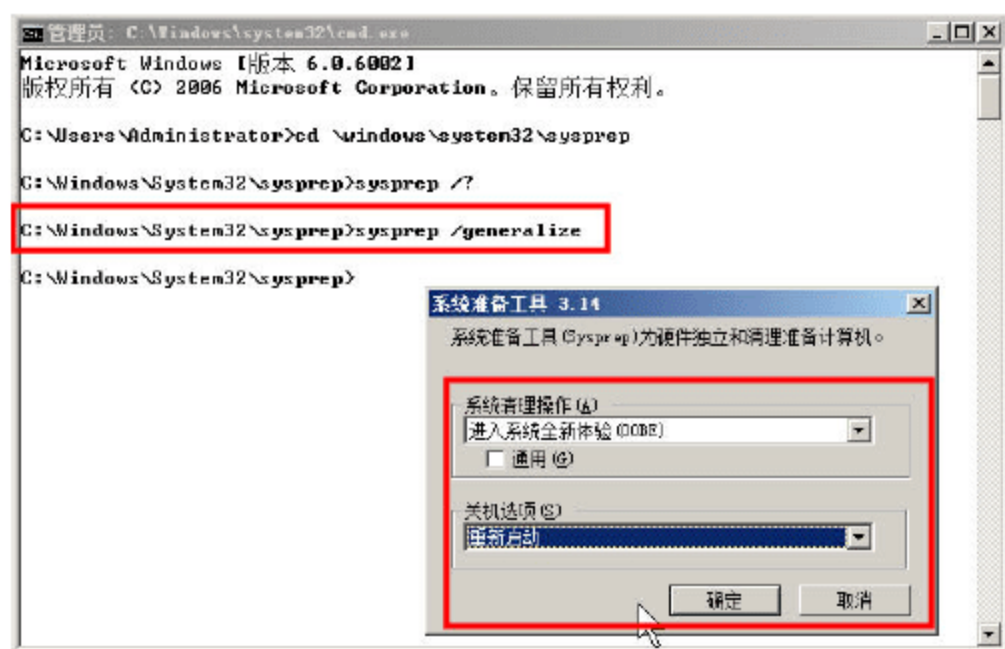 管理员: C:\Windows\system32\cmd.exe
Microsoft Windows [版本 6.0.6002]
版权所有 (C) 2006 Microsoft Corporation。保留所有权利。
C:\Users\Administrator>cd \windows\system32\sysprep
C:\Windows\System32\sysprep>sysprep /?
C:\Windows\System32\sysprep>sysprep /generalize
C:\Windows\System32\sysprep>
系统准备工具 3.14
系统准备工具(Sysprep)为硬件独立和清理准备计算机。
系统清理操作(A)
进入系统全新体验(OOBE)
通用(G)
关机选项(S)
重新启动
确定
取消